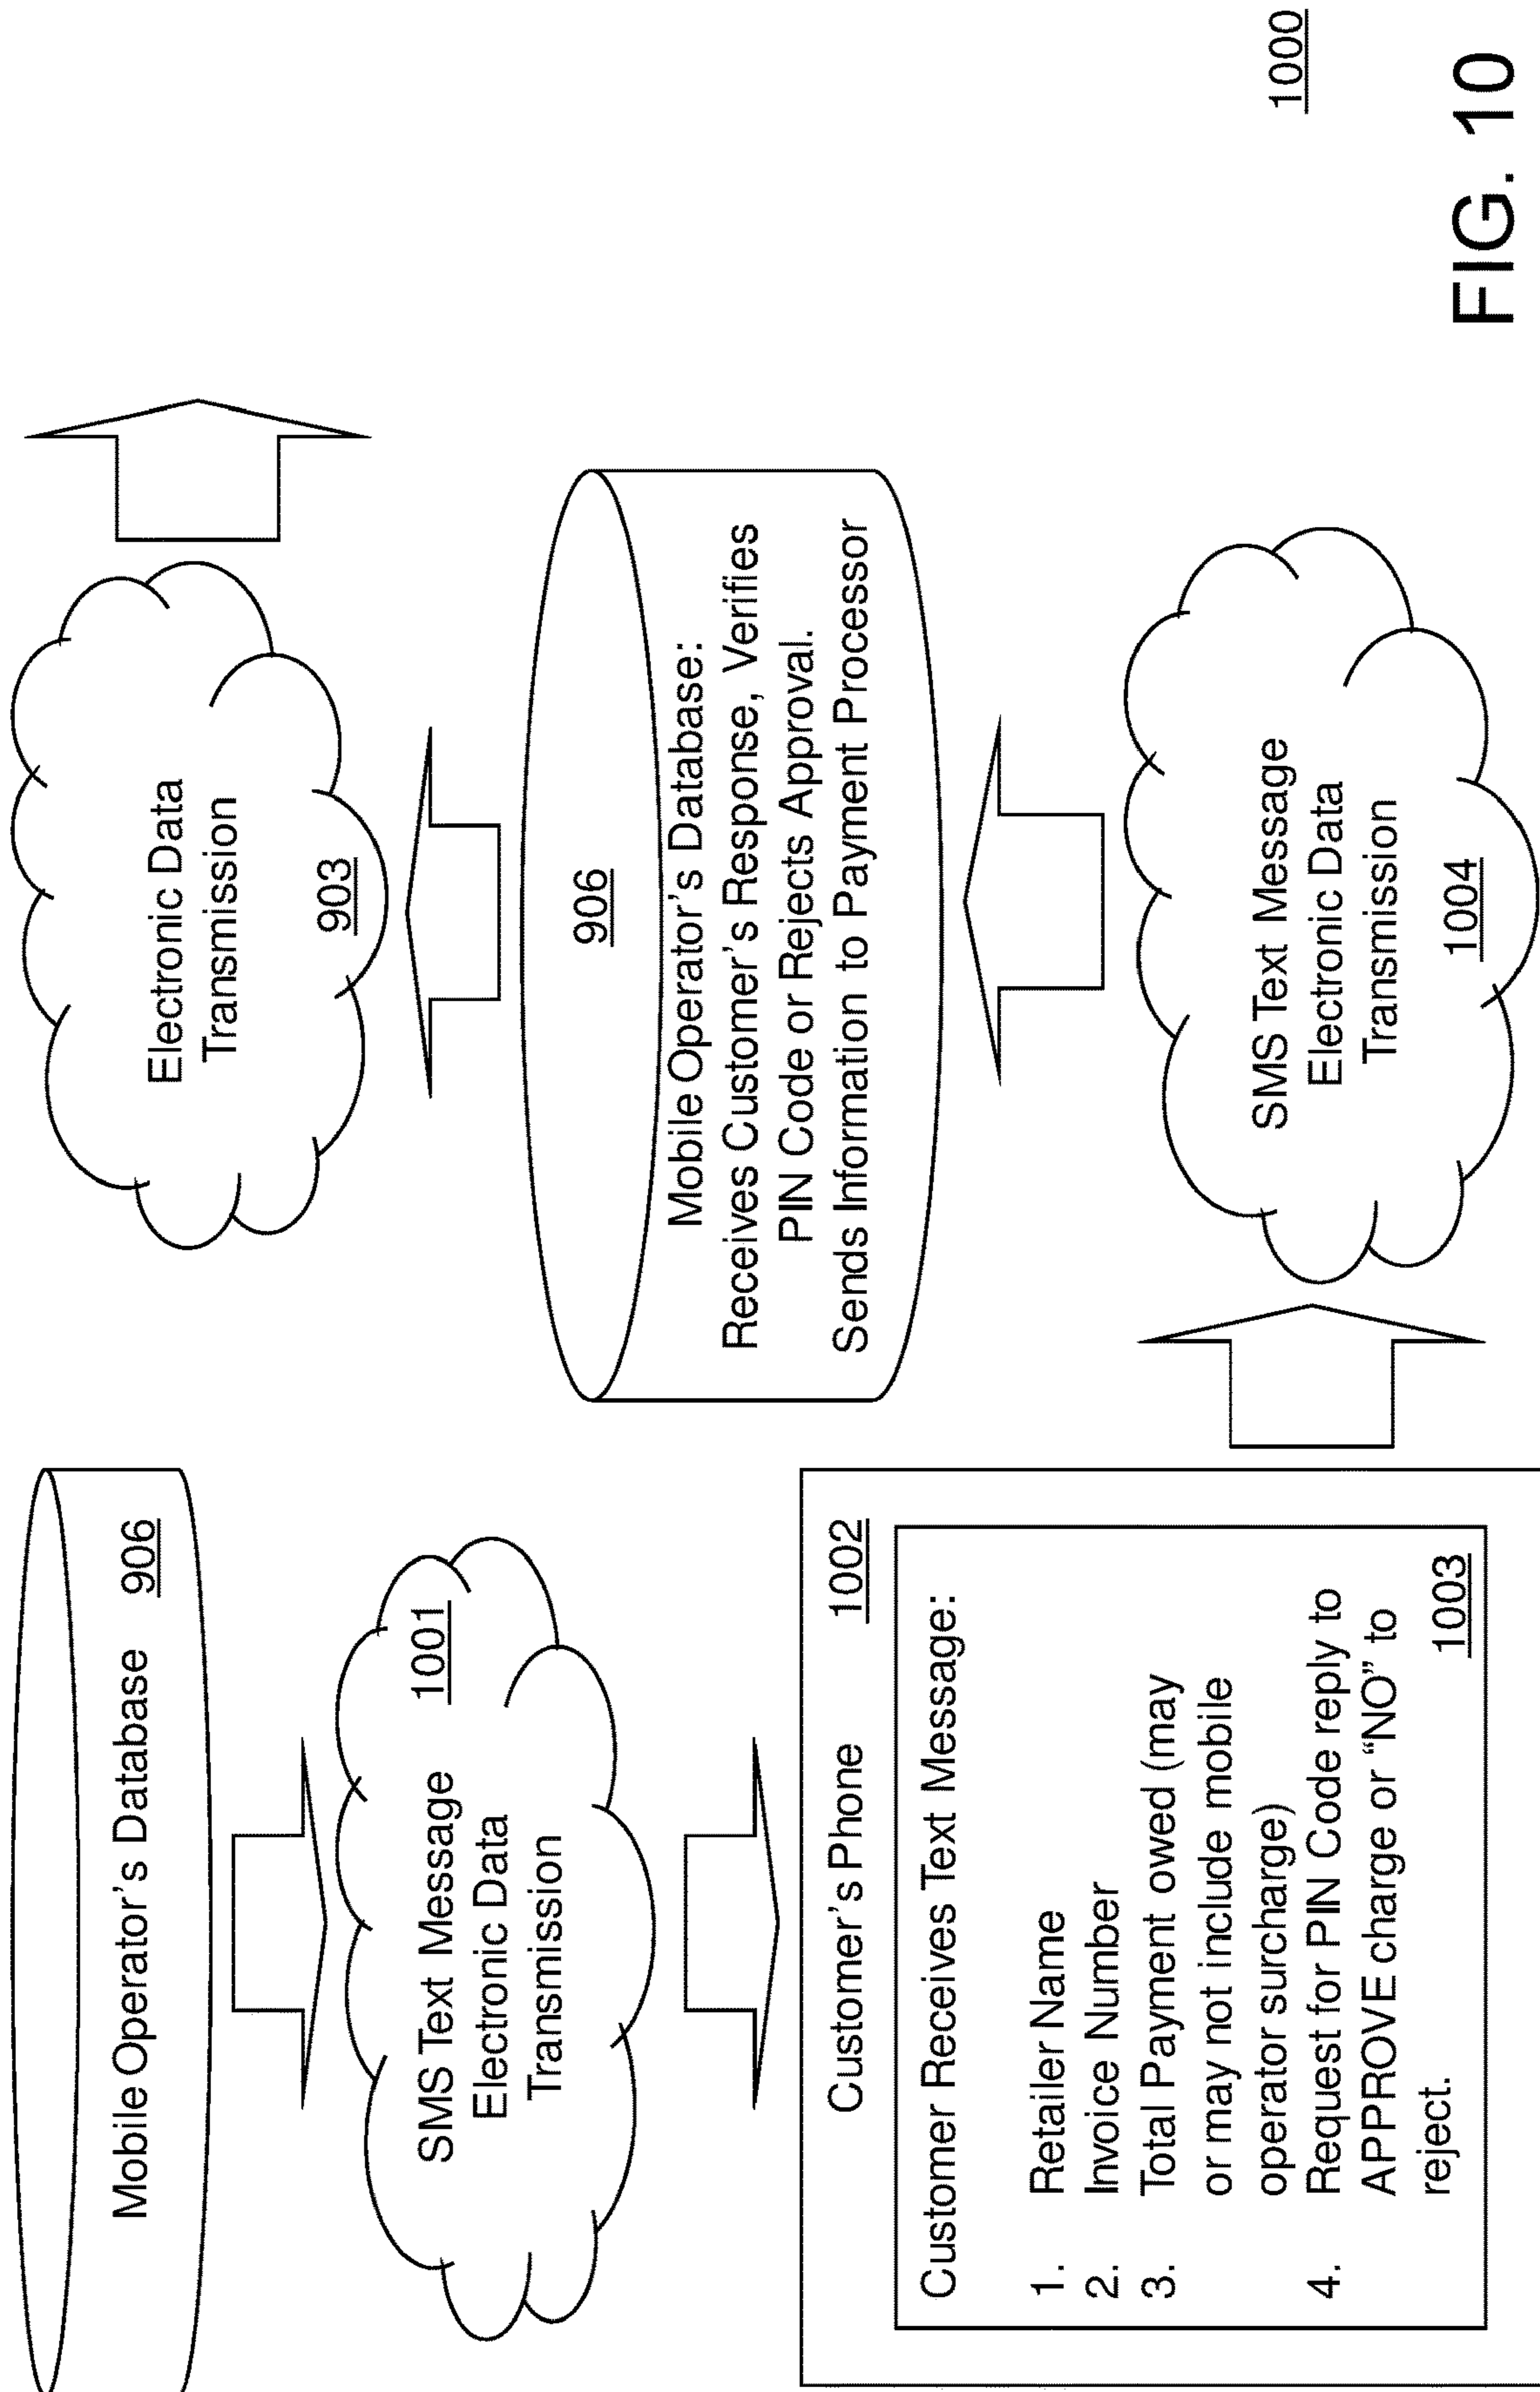 Mobile Operator's Database 906
SMS Text Message 1001
Electronic Data
Transmission
Customer's Phone 1002
Customer Receives Text Message:
1. Retailer Name
2. Invoice Number
3. Total Payment owed (may
or may not include mobile
operator surcharge)
4. Request for PIN Code reply to
APPROVE charge or “NO” to
reject.
1003
SMS Text Message
Electronic Data
Transmission
1004
906
Mobile Operator's Database:
Receives Customer's Response, Verifies
PIN Code or Rejects Approval.
Sends Information to Payment Processor
Electronic Data
Transmission
903
1000
FIG. 10